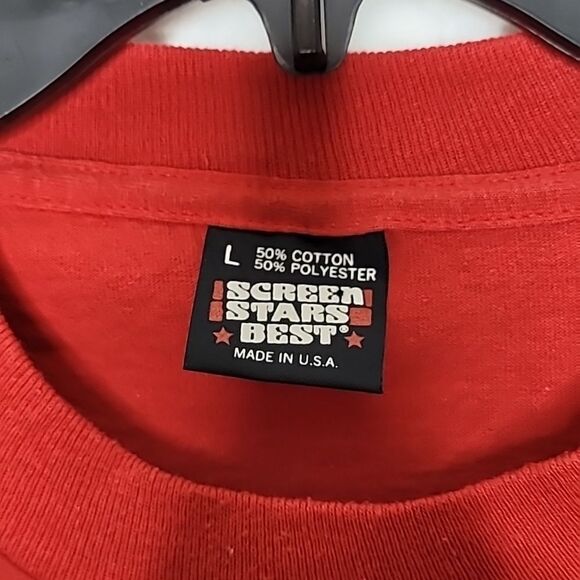 L 50% COTTON
50% POLYESTER
SCREEN
STARS
BEST®
MADE IN U.S.A.